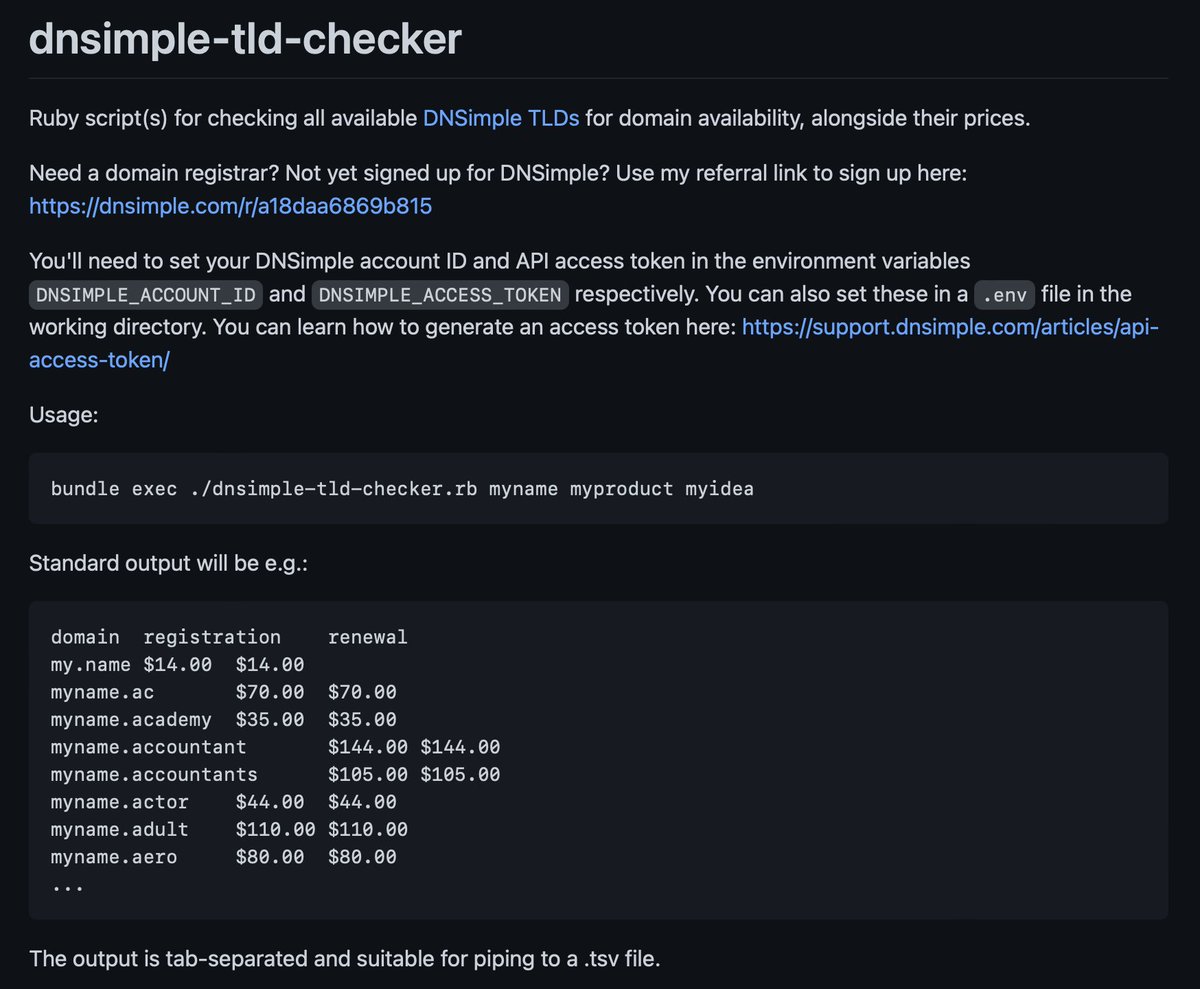 dnsimple-tld-checker
Ruby script(s) for checking all available DNSimple TLDs for domain availability, alongside their prices.
Need a domain registrar? Not yet signed up for DNSimple? Use my referral link to sign up here:
https://dnsimple.com/r/a18daa6869b815
You'll need to set your DNSimple account ID and API access token in the environment variables
DNSIMPLE_ACCOUNT_ID and DNSIMPLE_ACCESS_TOKEN respectively. You can also set these in a .env file in the
working directory. You can learn how to generate an access token here: https://support.dnsimple.com/articles/api-
access-token/
Usage:
bundle exec ./dnsimple-tld-checker.rb myname myproduct myidea
Standard output will be e.g.:
domain registration renewal
my.name $14.00 $14.00
myname.ac $70.00 $70.00
myname.academy $35.00 $35.00
myname.accountant $144.00 $144.00
myname.accountants $105.00 $105.00
myname.actor $44.00 $44.00
myname.adult $110.00 $110.00
myname.aero $80.00 $80.00
...
The output is tab-separated and suitable for piping to a .tsv file.